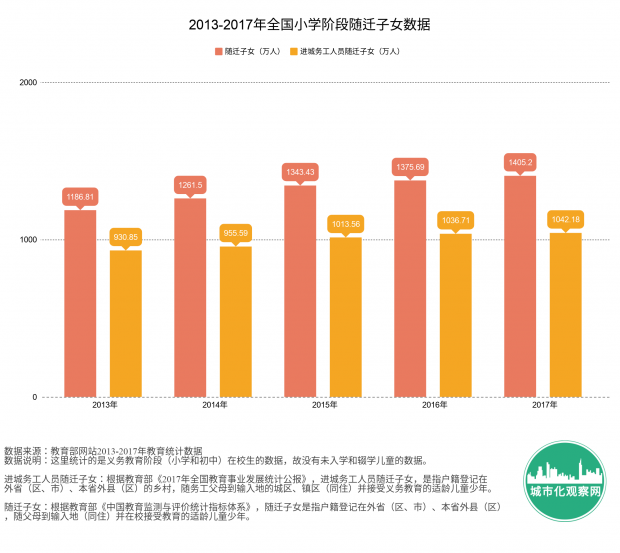 2013-2017年全国小学阶段随迁子女数据
随迁子女（万人） 进城务工人员随迁子女（万人）
2000
1405.2
1375.69
1343.43
1261.5
1186.81
1042.18
1036.71
1013.56
955.59
930.85
1000
0
2013年 2014年 2015年 2016年 2017年
数据来源：教育部网站2013-2017年教育统计数据
数据说明：这里统计的是义务教育阶段（小学和初中）在校生的数据，故没有未入学和辍学儿童的数据。
进城务工人员随迁子女：根据教育部《2017年全国教育事业发展统计公报》，进城务工人员随迁子女，是指户籍登记在
外省（区、市）、本省外县（区）的乡村，随务工父母到输入地的城区、镇区（同住）并接受义务教育的适龄儿童少年。
随迁子女：根据教育部《中国教育监测与评价统计指标体系》，随迁子女是指户籍登记在外省（区、市）、本省外县（区）
，随父母到输入地（同住）并在校接受教育的适龄儿童少年。
城市化观察网